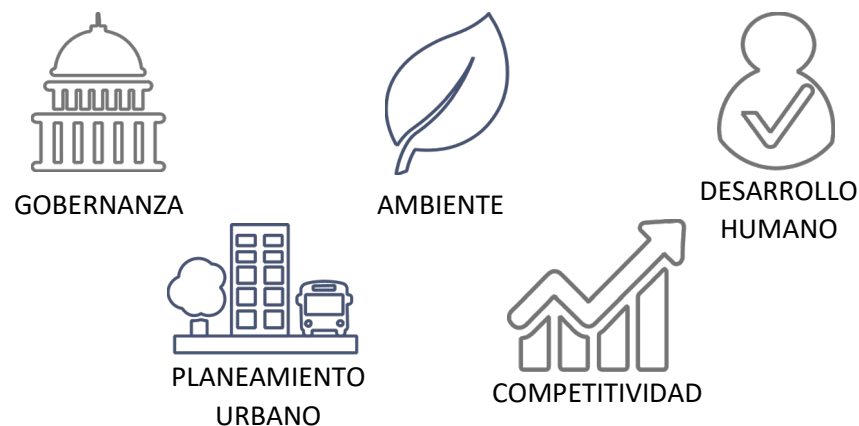 GOBERNANZA
AMBIENTE
DESARROLLO
HUMANO
PLANEAMIENTO
URBANO
COMPETITIVIDAD